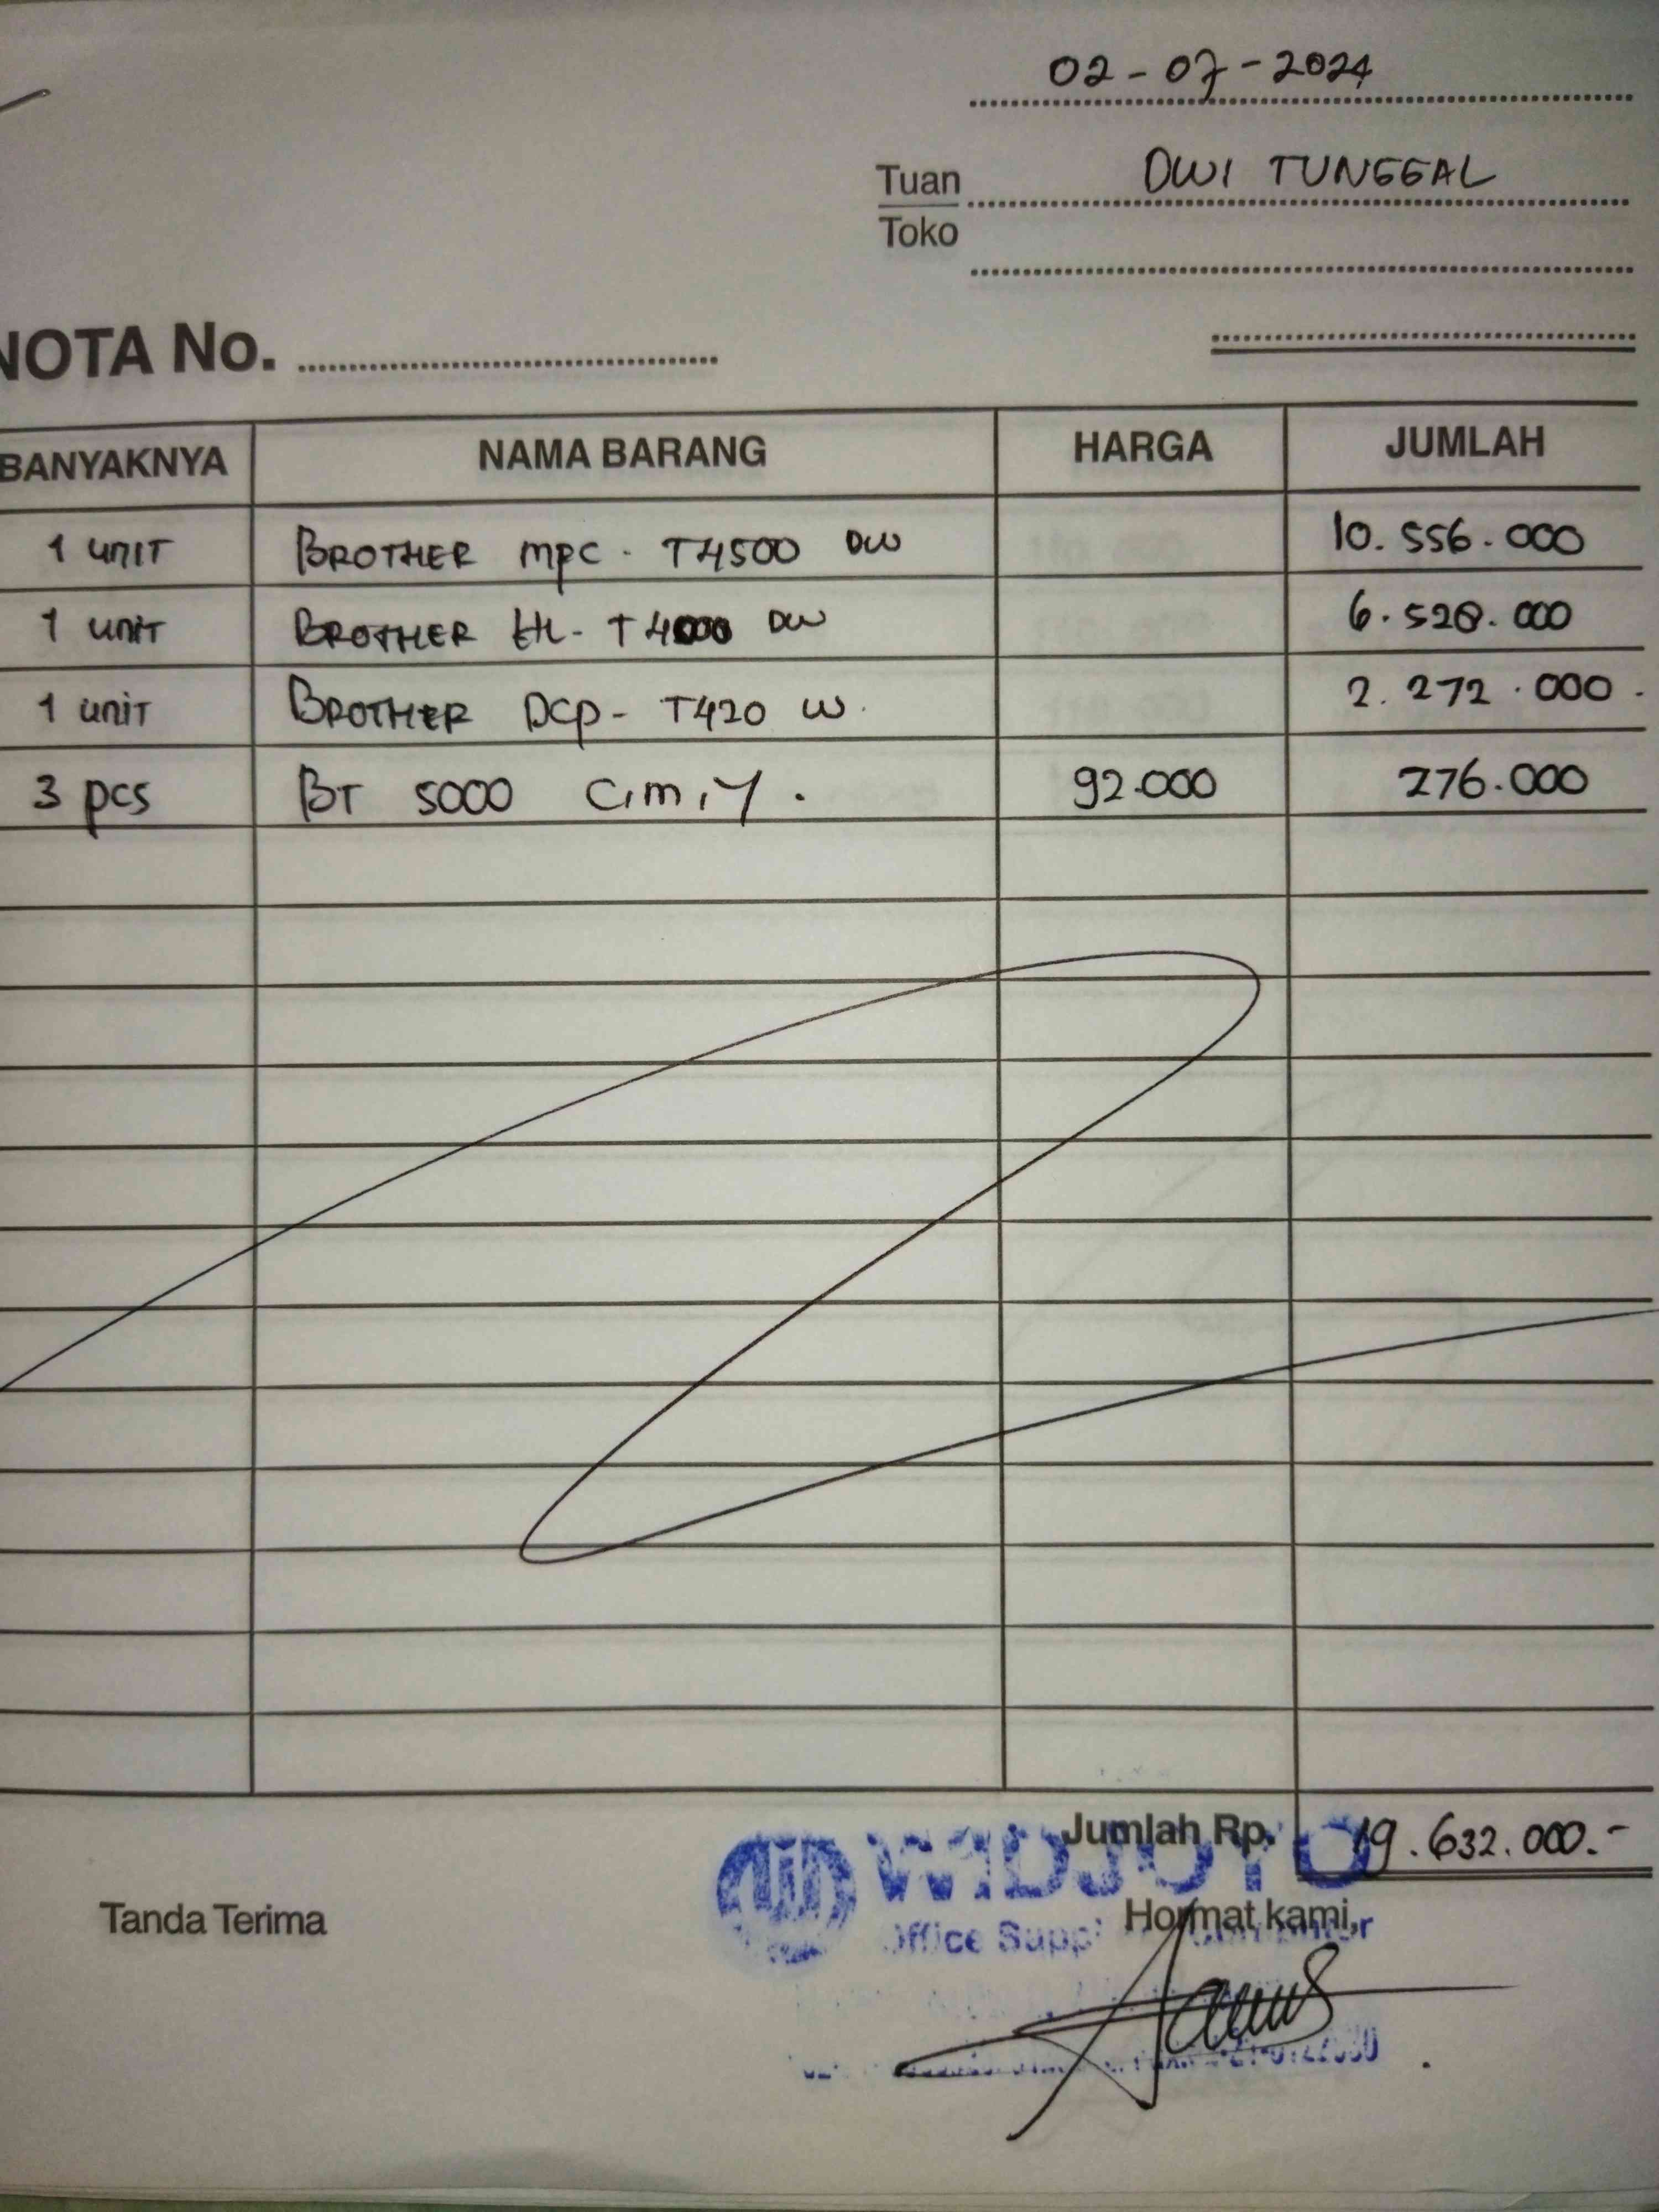 02-07-2024
Tuan DWI TUNGGAL
Toko
NOTA No.
BANYAKNYA NAMA BARANG HARGA JUMLAH
1 UNIT BROTHER MFC - T4500 DW 10.556.000
1 UNIT BROTHER HL - T4000 DW 6.528.000
1 UNIT BROTHER DCP - T420 W. 2.272.000.
3 pcs BT 5000 C,M,Y. 92.000 276.000
Jumlah Rp. 19.632.000.-
WIDJOYO
Tanda Terima Hormat kami,
Office